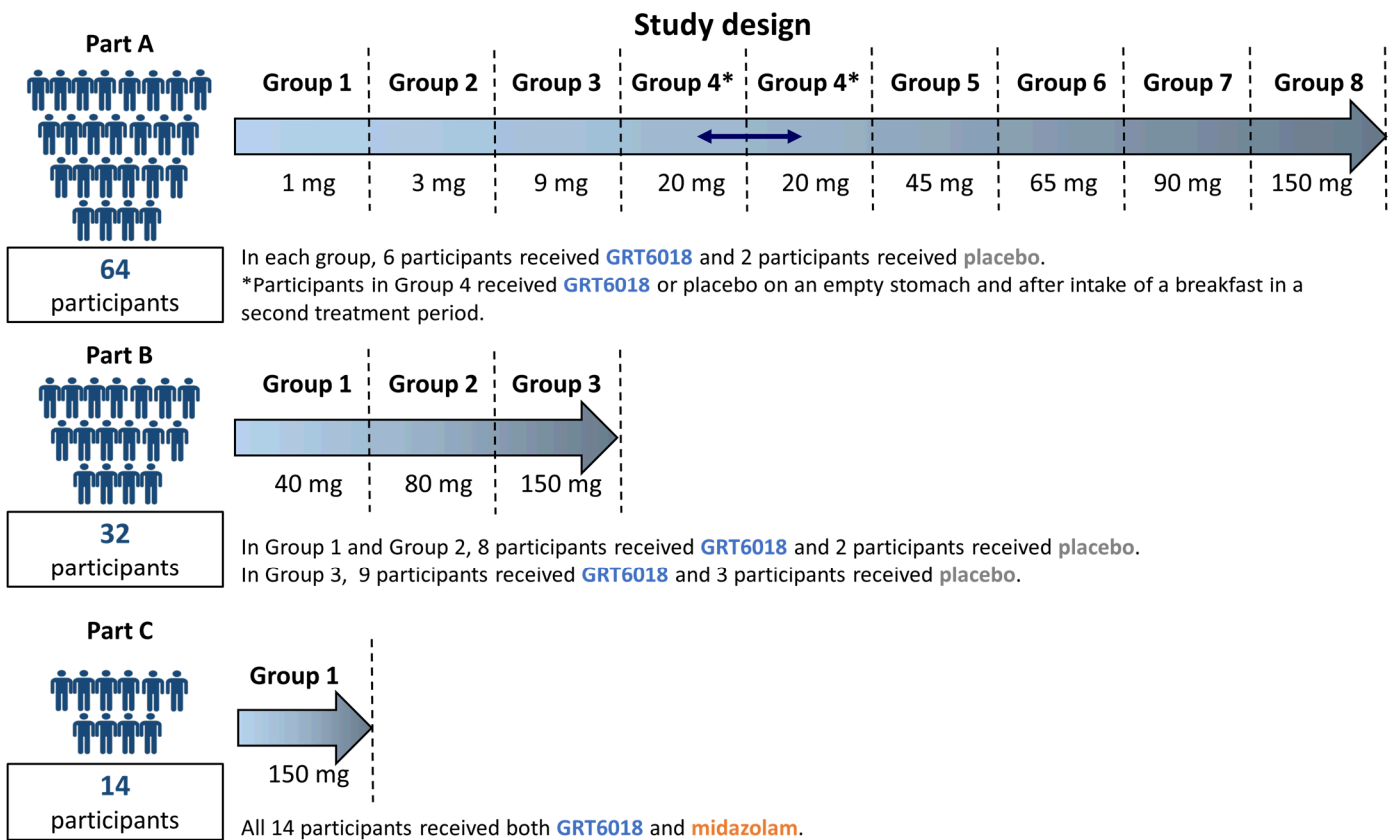 Study design
Part A
Group 1 Group 2 Group 3 Group 4* Group 4* Group 5 Group 6 Group 7 Group 8
1 mg 3 mg 9 mg 20 mg 20 mg 45 mg 65 mg 90 mg 150 mg
64
participants
In each group, 6 participants received GRT6018 and 2 participants received placebo.
*Participants in Group 4 received GRT6018 or placebo on an empty stomach and after intake of a breakfast in a
second treatment period.
Part B
Group 1 Group 2 Group 3
40 mg 80 mg 150 mg
32
participants
In Group 1 and Group 2, 8 participants received GRT6018 and 2 participants received placebo.
In Group 3, 9 participants received GRT6018 and 3 participants received placebo.
Part C
Group 1
150 mg
14
participants
All 14 participants received both GRT6018 and midazolam.